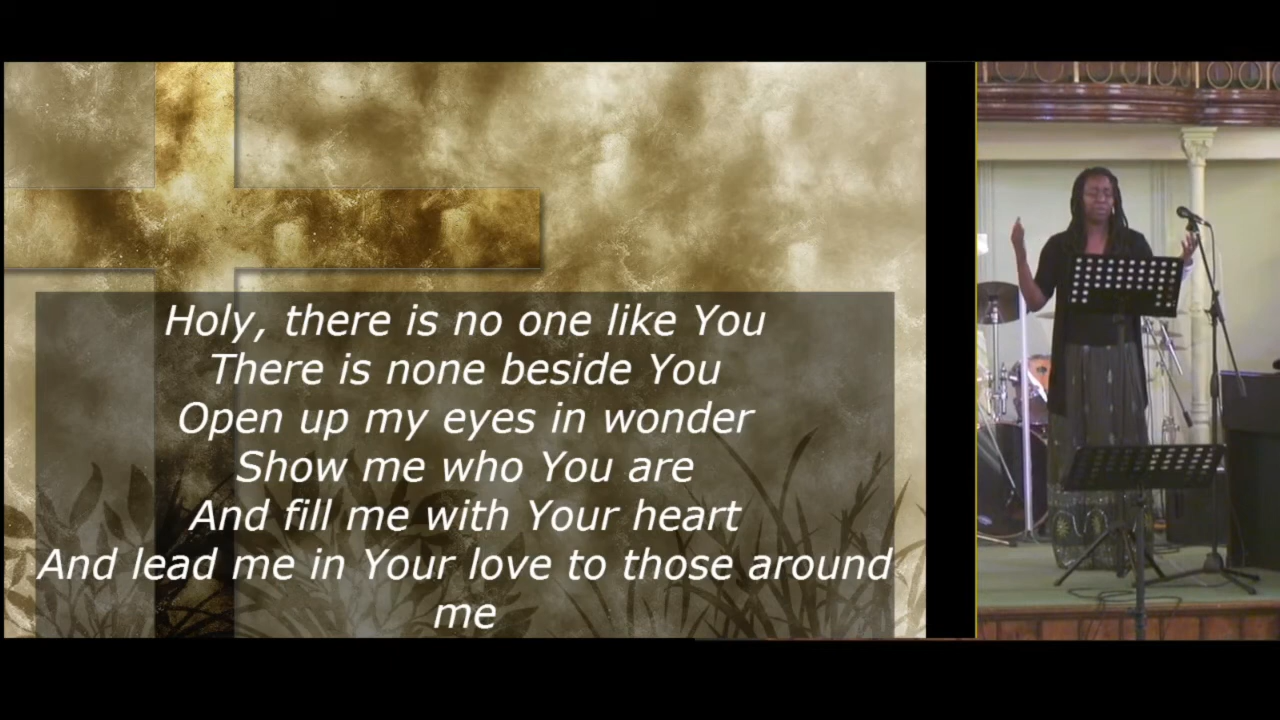 Holy, there is no one like You
There is none beside You
Open up my eyes in wonder
Show me who You are
And fill me with Your heart
And lead me in Your love to those around
me